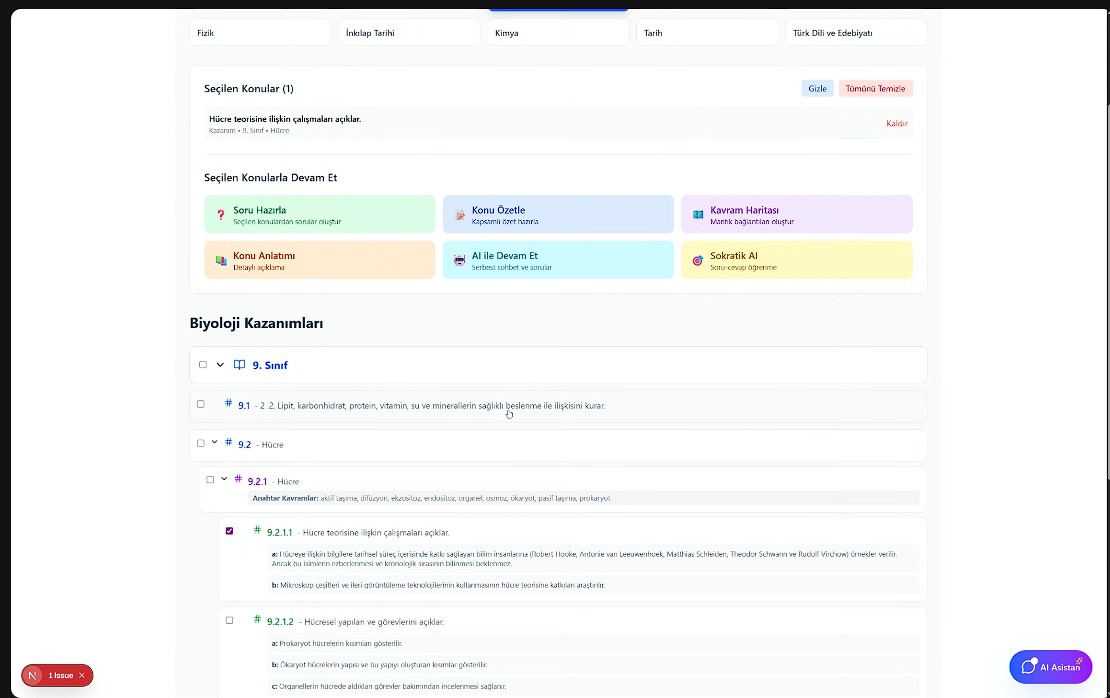 Fizik
İnkılap Tarihi
Kimya
Tarih
Türk Dili ve Edebiyatı
Seçilen Konular (1)
Gizle
Tümünü Temizle
Hücre teorisine ilişkin çalışmaları açıklar.
Kazanım • 9. Sınıf • Hücre
Kaldır
Seçilen Konularla Devam Et
Soru Hazırla
Seçilen konulardan sorular oluştur
Konu Özetle
Kapsamlı özet hazırla
Kavram Haritası
Mantık bağlantıları oluştur
Konu Anlatımı
Detaylı açıklama
AI ile Devam Et
Serbest sohbet ve sorular
Sokratik AI
Soru-cevap öğrenme
Biyoloji Kazanımları
9. Sınıf
# 9.1 - 2 .2. Lipit, karbonhidrat, protein, vitamin, su ve minerallerin sağlıklı beslenme ile ilişkisini kurar.
# 9.2 - Hücre
# 9.2.1 - Hücre
Anahtar Kavramlar: aktif taşıma, difüzyon, ekzositoz, endositoz, organel, osmoz, ökaryot, pasif taşıma, prokaryot
# 9.2.1.1 - Hücre teorisine ilişkin çalışmaları açıklar.
a: Hücreye ilişkin bilgilere tarihsel süreç içerisinde katkı sağlayan bilim insanlarına (Robert Hooke, Antonie van Leeuwenhoek, Matthias Schleiden, Theodor Schwann ve Rudolf Virchow) örnekler verilir.
Ancak bu isimlerin ezberlenmesi ve kronolojik sırasının bilinmesi beklenmez.
b: Mikroskop çeşitleri ve ileri görüntüleme teknolojilerinin kullanmasının hücre teorisine katkıları araştırılır.
# 9.2.1.2 - Hücresel yapıları ve görevlerini açıklar.
a: Prokaryot hücrelerin kısımları gösterilir.
b: Ökaryot hücrelerin yapısı ve bu yapıyı oluşturan kısımlar gösterilir.
c: Organellerin hücrede aldıkları görevler bakımından incelenmesi sağlanır.
N 1 Issue ×
AI Asistan